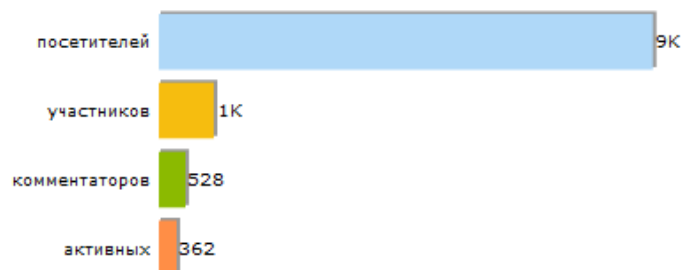 посетителей 9K
участников 1K
комментаторов 528
активных 362